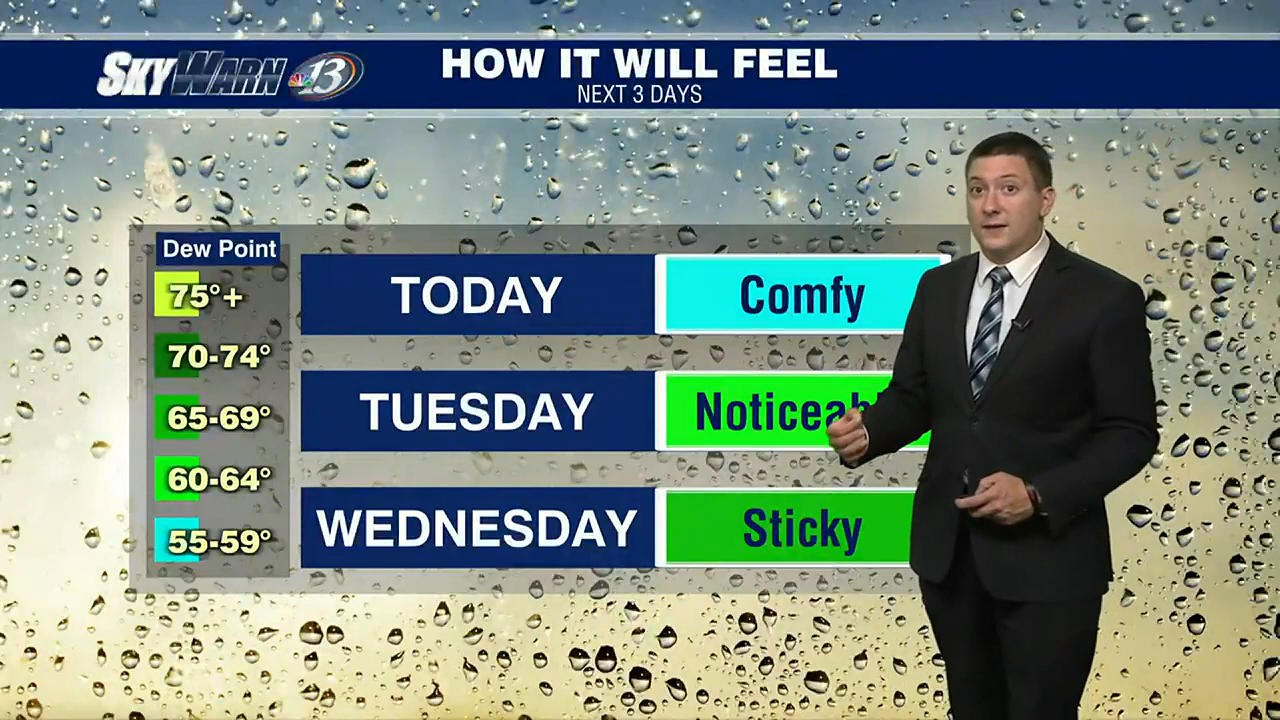 SKYWARN 13
HOW IT WILL FEEL
NEXT 3 DAYS
Dew Point
75°+
70-74°
65-69°
60-64°
55-59°
TODAY
Comfy
TUESDAY
WEDNESDAY
Sticky